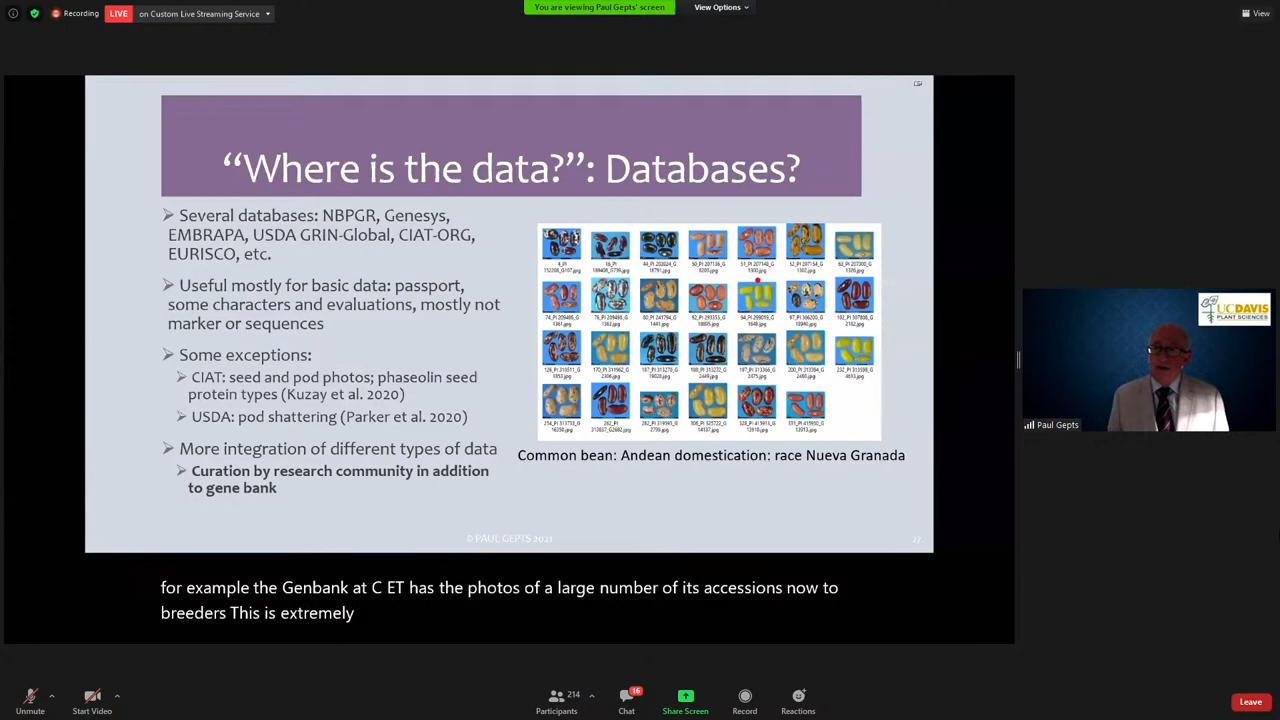 Recording
LIVE
on Custom Live Streaming Service
You are viewing Paul Gepts' screen
View Options
View
“Where is the data?”: Databases?
Several databases: NBPGR, Genesys,
EMBRAPA, USDA GRIN-Global, CIAT-ORG,
EURISCO, etc.
Useful mostly for basic data: passport,
some characters and evaluations, mostly not
marker or sequences
Some exceptions:
CIAT: seed and pod photos; phaseolin seed
protein types (Kuzay et al. 2020)
USDA: pod shattering (Parker et al. 2020)
More integration of different types of data
Curation by research community in addition
to gene bank
Common bean: Andean domestication: race Nueva Granada
© PAUL GEPTS 2021
27
UCDAVIS
PLANT SCIENCES
Paul Gepts
for example the Genbank at C ET has the photos of a large number of its accessions now to
breeders This is extremely
Unmute
Start Video
214
Participants
16
Chat
Share Screen
Record
Reactions
Leave